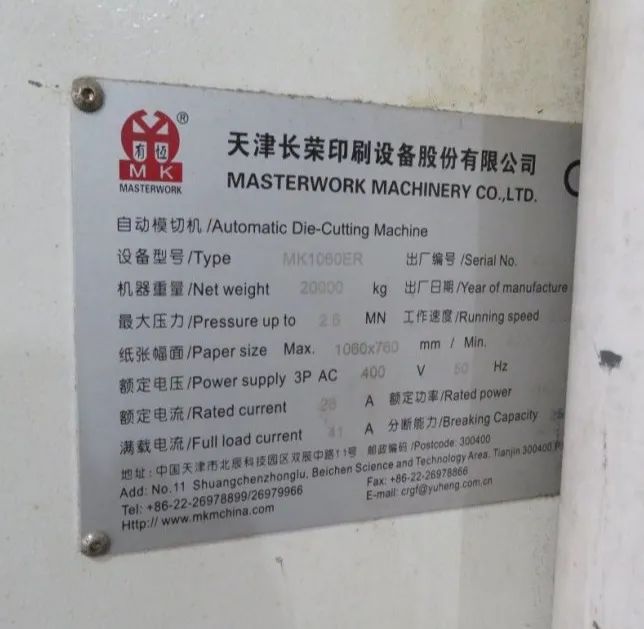 有恒
MK
MASTERWORK
®
天津长荣印刷设备股份有限公司
MASTERWORK MACHINERY CO.,LTD.
自动模切机/Automatic Die-Cutting Machine
设备型号/Type MK1060ER 出厂编号/Serial No.
机器重量/Net weight 20000 kg 出厂日期/Year of manufacture
最大压力/Pressure up to 2.6 MN 工作速度/Running speed
纸张幅面/Paper size Max. 1060x760 mm / Min.
额定电压/Power supply 3P AC 400 V 50 Hz
额定电流/Rated current A 额定功率/Rated power
满载电流/Full load current 41 A 分断能力/Breaking Capacity
地址:中国天津市北辰科技园区双辰中路11号 邮政编码/Postcode: 300400
Add: No.11 Shuangchenzhonglu, Beichen Science and Technology Area, Tianjin 300400
Tel: +86-22-26978899/26979966 Fax: +86-22-26978866
Http:// www.mkmchina.com E-mail: crgf@yuheng.com.cn